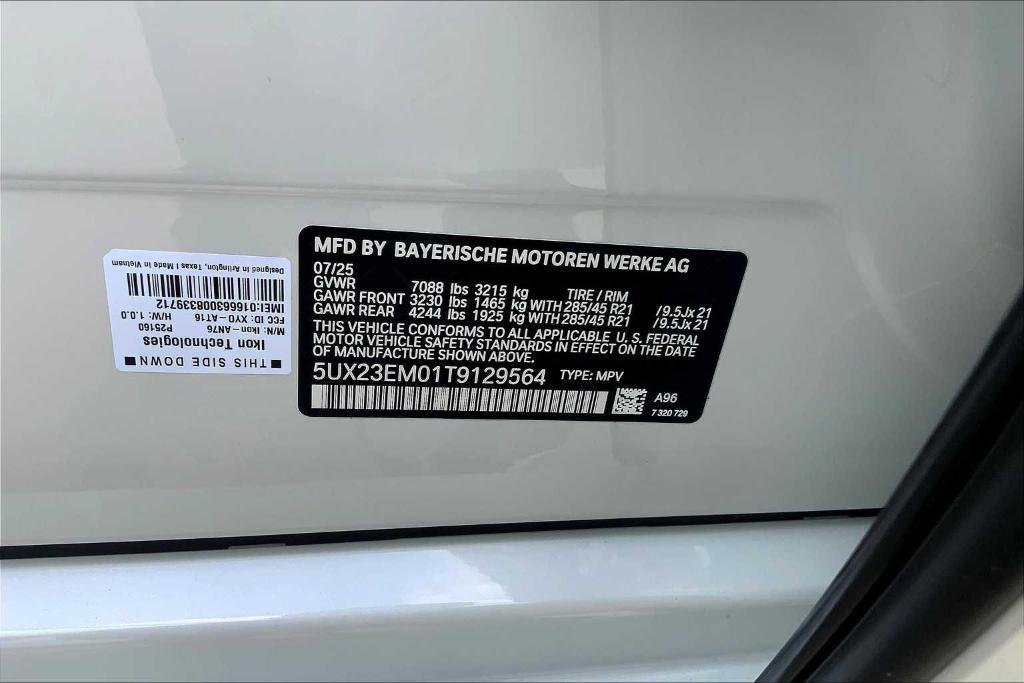 MFD BY BAYERISCHE MOTOREN WERKE AG
07/25
GVWR 7088 lbs 3215 kg TIRE / RIM
GAWR FRONT 3230 lbs 1465 kg WITH 285/45 R21 /9.5Jx 21
GAWR REAR 4244 lbs 1925 kg WITH 285/45 R21 /9.5Jx 21
THIS VEHICLE CONFORMS TO ALL APPLICABLE U.S. FEDERAL
MOTOR VEHICLE SAFETY STANDARDS IN EFFECT ON THE DATE
OF MANUFACTURE SHOWN ABOVE.
5UX23EM01T9129564 TYPE: MPV
A96
7 320 729
THIS SIDE DOWN
Ikon Technologies
M/N: Ikon-AN76 P25160
FCC ID: XY0-AT16 H/W: 1.0.0
IMEI:016663008339712
Designed in Arlington, Texas | Made in Vietnam